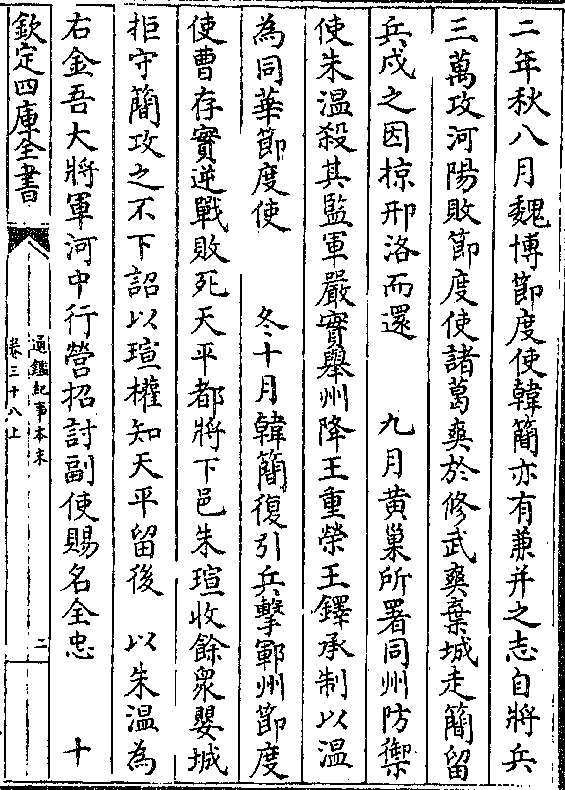 二年秋八月魏博節度使韓簡亦有兼并之志自將兵
三萬攻河陽敗節度使諸葛爽於修武爽棄城走簡留
兵戍之因掠邢洺而還　九月黄巢所署同州防禦
使朱温殺其監軍嚴實舉州降王重榮王鐸承制以温
為同華節度使　冬十月韓簡復引兵擊鄆州節度
使曹存實逆戰敗死天平都將下邑朱瑄收餘衆嬰城
拒守簡攻之不下詔以瑄權知天平留後　以朱温為
右金吾大將軍河中行營招討副使賜名全忠　十
欽定四庫全書
通鑑紀事本末
卷三十八上
二